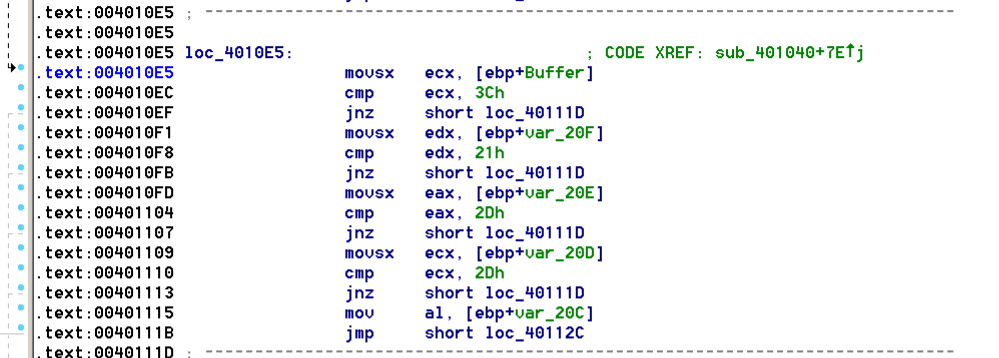 .text:004010E5 ; ---------------------------------------------------------------------------
.text:004010E5
.text:004010E5 loc_4010E5: ; CODE XREF: sub_401040+7E↑j
.text:004010E5 movsx ecx, [ebp+Buffer]
.text:004010EC cmp ecx, 3Ch
.text:004010EF jnz short loc_40111D
.text:004010F1 movsx edx, [ebp+var_20F]
.text:004010F8 cmp edx, 21h
.text:004010FB jnz short loc_40111D
.text:004010FD movsx eax, [ebp+var_20E]
.text:00401104 cmp eax, 2Dh
.text:00401107 jnz short loc_40111D
.text:00401109 movsx ecx, [ebp+var_20D]
.text:00401110 cmp ecx, 2Dh
.text:00401113 jnz short loc_40111D
.text:00401115 mov al, [ebp+var_20C]
.text:0040111B jmp short loc_40112C
.text:0040111D ; ---------------------------------------------------------------------------